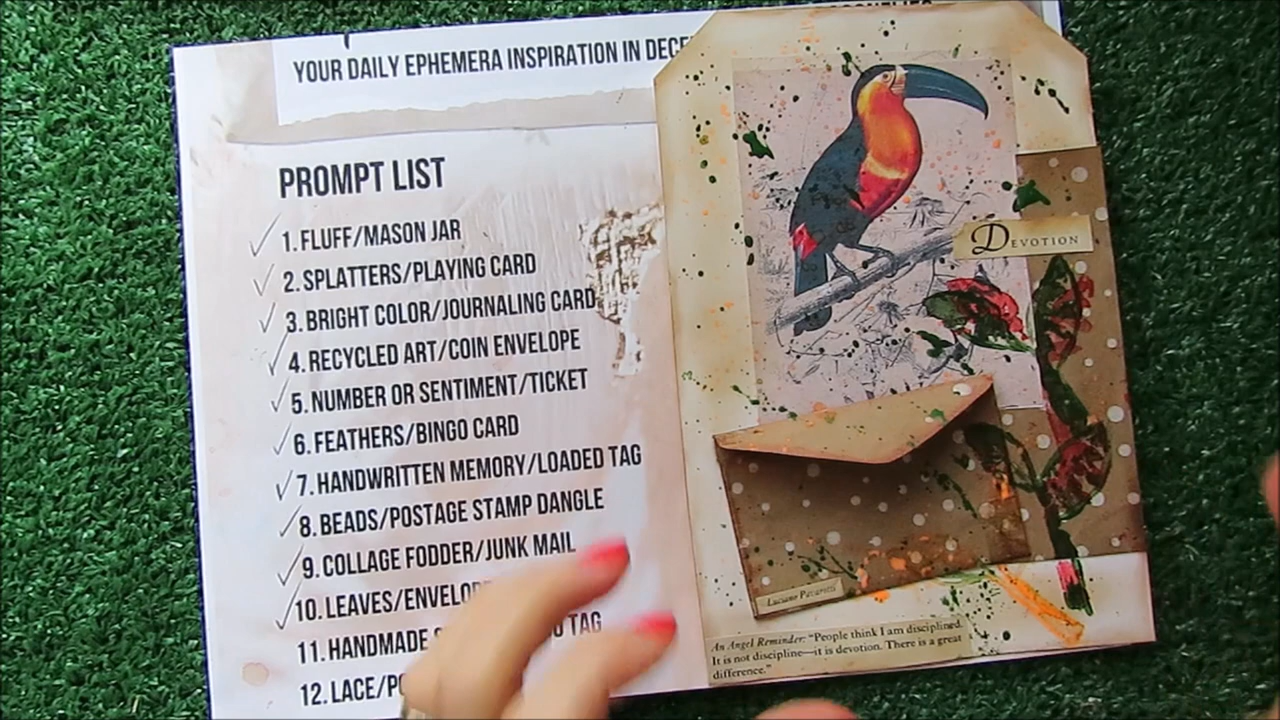 YOUR DAILY EPHEMERA INSPIRATION IN
PROMPT LIST
1. FLUFF/MASON JAR
2. SPLATTERS/PLAYING CARD
3. BRIGHT COLOR/JOURNALING CARD
4. RECYCLED ART/COIN ENVELOPE
5. NUMBER OR SENTIMENT/TICKET
6. FEATHERS/BINGO CARD
7. HANDWRITTEN MEMORY/LOADED TAG
8. BEADS/POSTAGE STAMP DANGLE
9. COLLAGE FODDER/JUNK MAIL
10. LEAVES/
11. HANDMADE TAG
12. LACE/
DEVOTION
Luciano Pavarotti
An Angel Reminder: "People think I am disciplined.
It is not discipline—it is devotion. There is a great
difference."